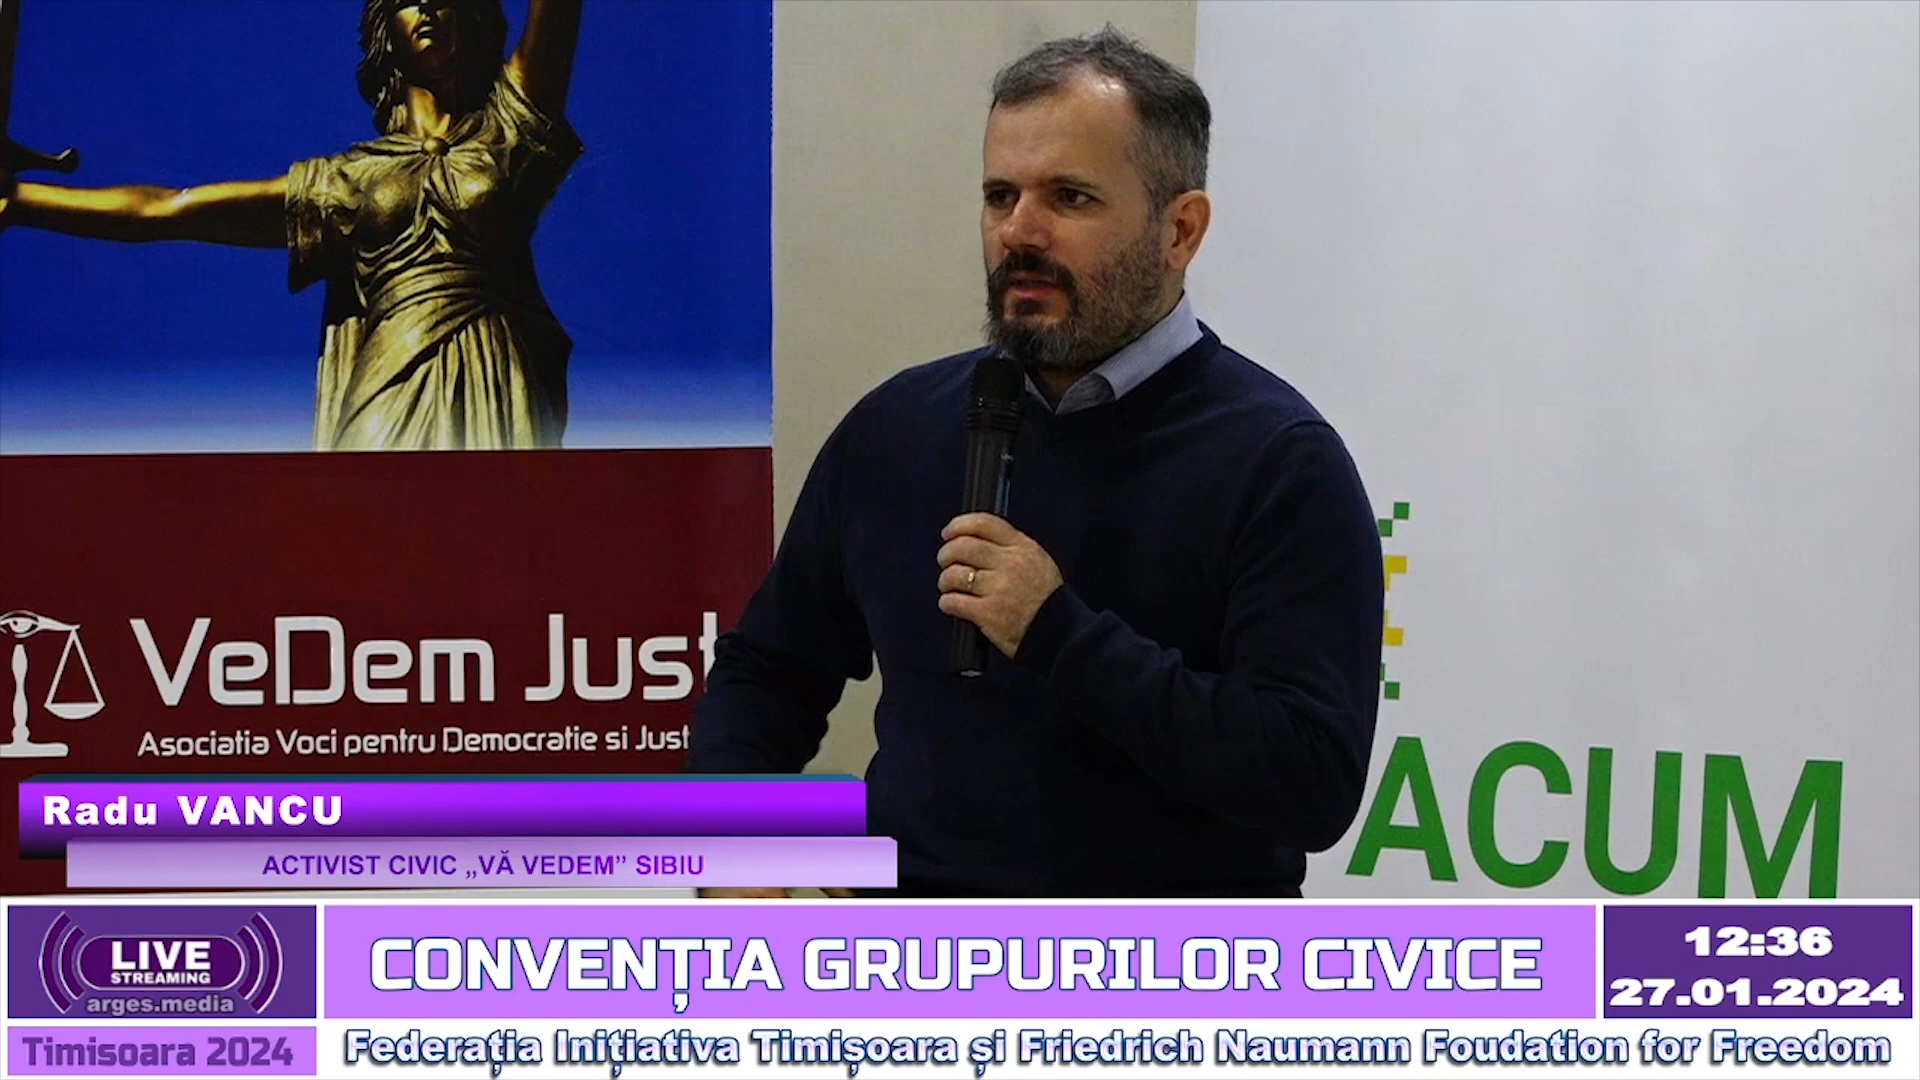 VeDem Just
Asociatia Voci pentru Democratie si Just
ACUM
Radu VANCU
ACTIVIST CIVIC „VĂ VEDEM” SIBIU
LIVE
STREAMING
arges.media
CONVENȚIA GRUPURILOR CIVICE
12:36
27.01.2024
Timisoara 2024
Federația Inițiativa Timișoara și Friedrich Naumann Foudation for Freedom